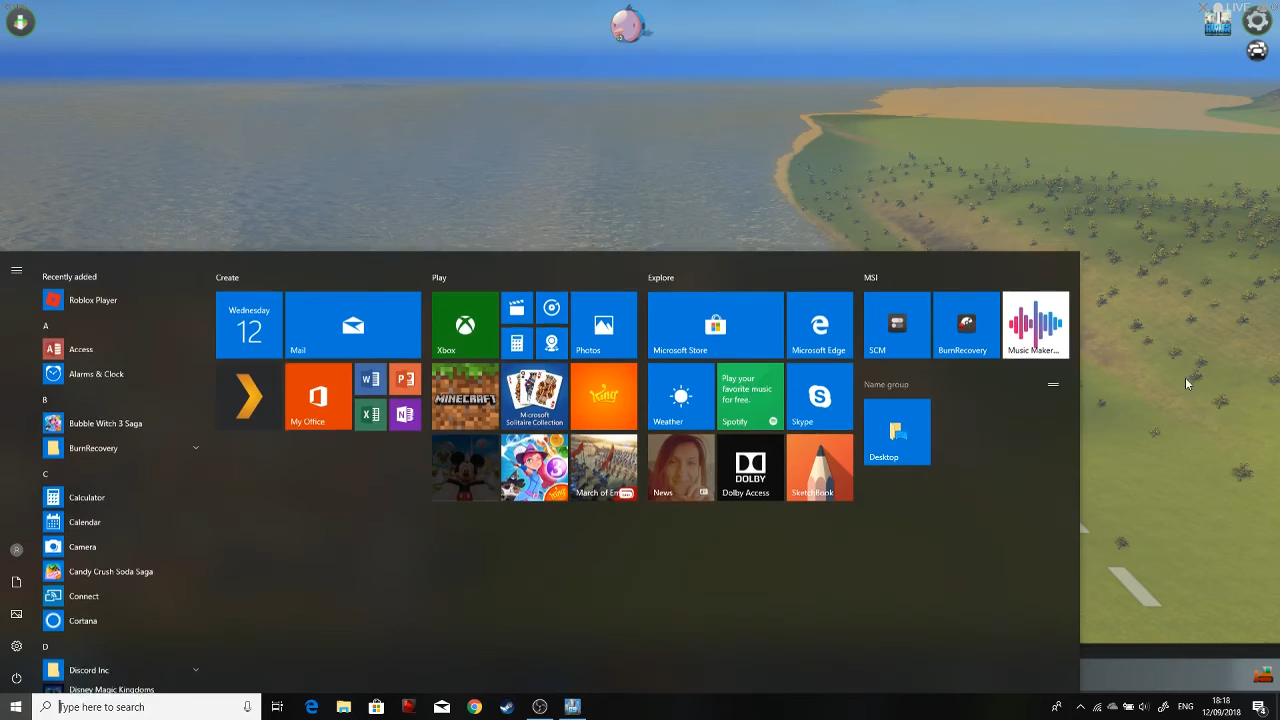 LIVE
Recently added
Roblox Player
A
Access
Alarms & Clock
B
Bubble Witch 3 Saga
BurnRecovery
C
Calculator
Calendar
Camera
Candy Crush Soda Saga
Connect
Cortana
D
Discord Inc
Disney Magic Kingdoms
Create
Wednesday
12
Mail
My Office
Play
Xbox
Photos
MINECRAFT
Microsoft
Solitaire Collection
king
3
March of Em
Explore
Microsoft Store
Microsoft Edge
Weather
Play your
favorite music
for free.
Spotify
Skype
News
DOLBY
Dolby Access
SketchBook
MSI
SCM
BurnRecovery
Music Maker...
Name group
Desktop
Type here to search
ENG
18:18
12/09/2018